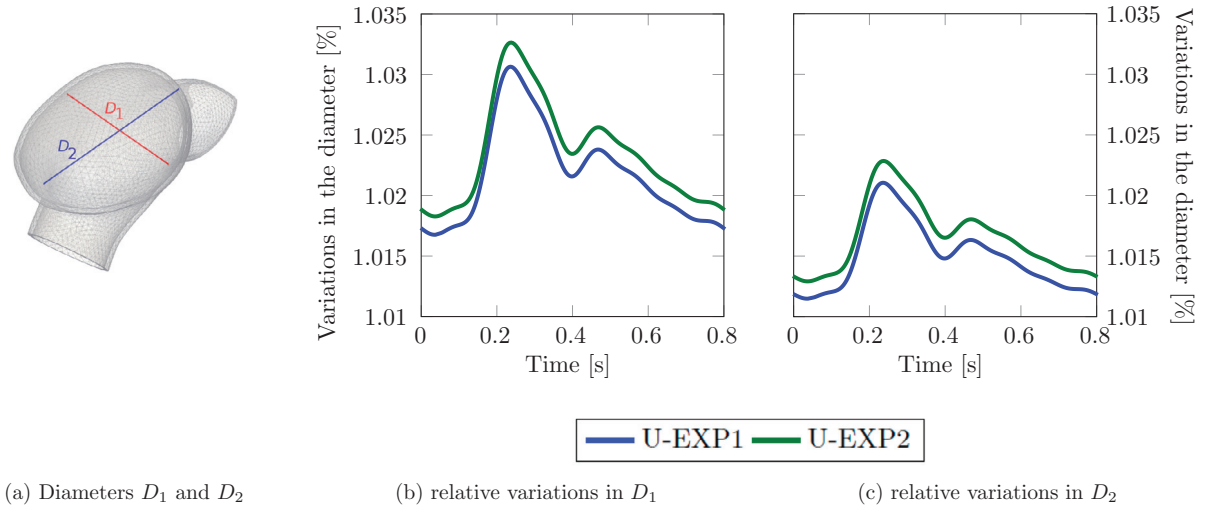 D₁
D₂
Variations in the diameter [%]
1.035
1.03
1.025
1.02
1.015
1.01
0
0.2
0.4
0.6
0.8
Time [s]
1.035
1.03
1.025
1.02
1.015
1.01
Variations in the diameter [%]
0
0.2
0.4
0.6
0.8
Time [s]
U-EXP1 U-EXP2
(a) Diameters D₁ and D₂
(b) relative variations in D₁
(c) relative variations in D₂